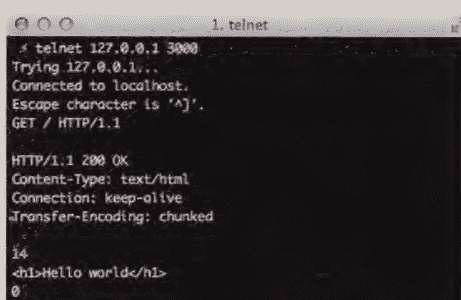 1. telnet
telnet 127.0.0.1 3000
Trying 127.0.0.1...
Connected to localhost.
Escape character is '^]'.
GET / HTTP/1.1
HTTP/1.1 200 OK
Content-Type: text/html
Connection: keep-alive
Transfer-Encoding: chunked
14
<h1>Hello world</h1>
0